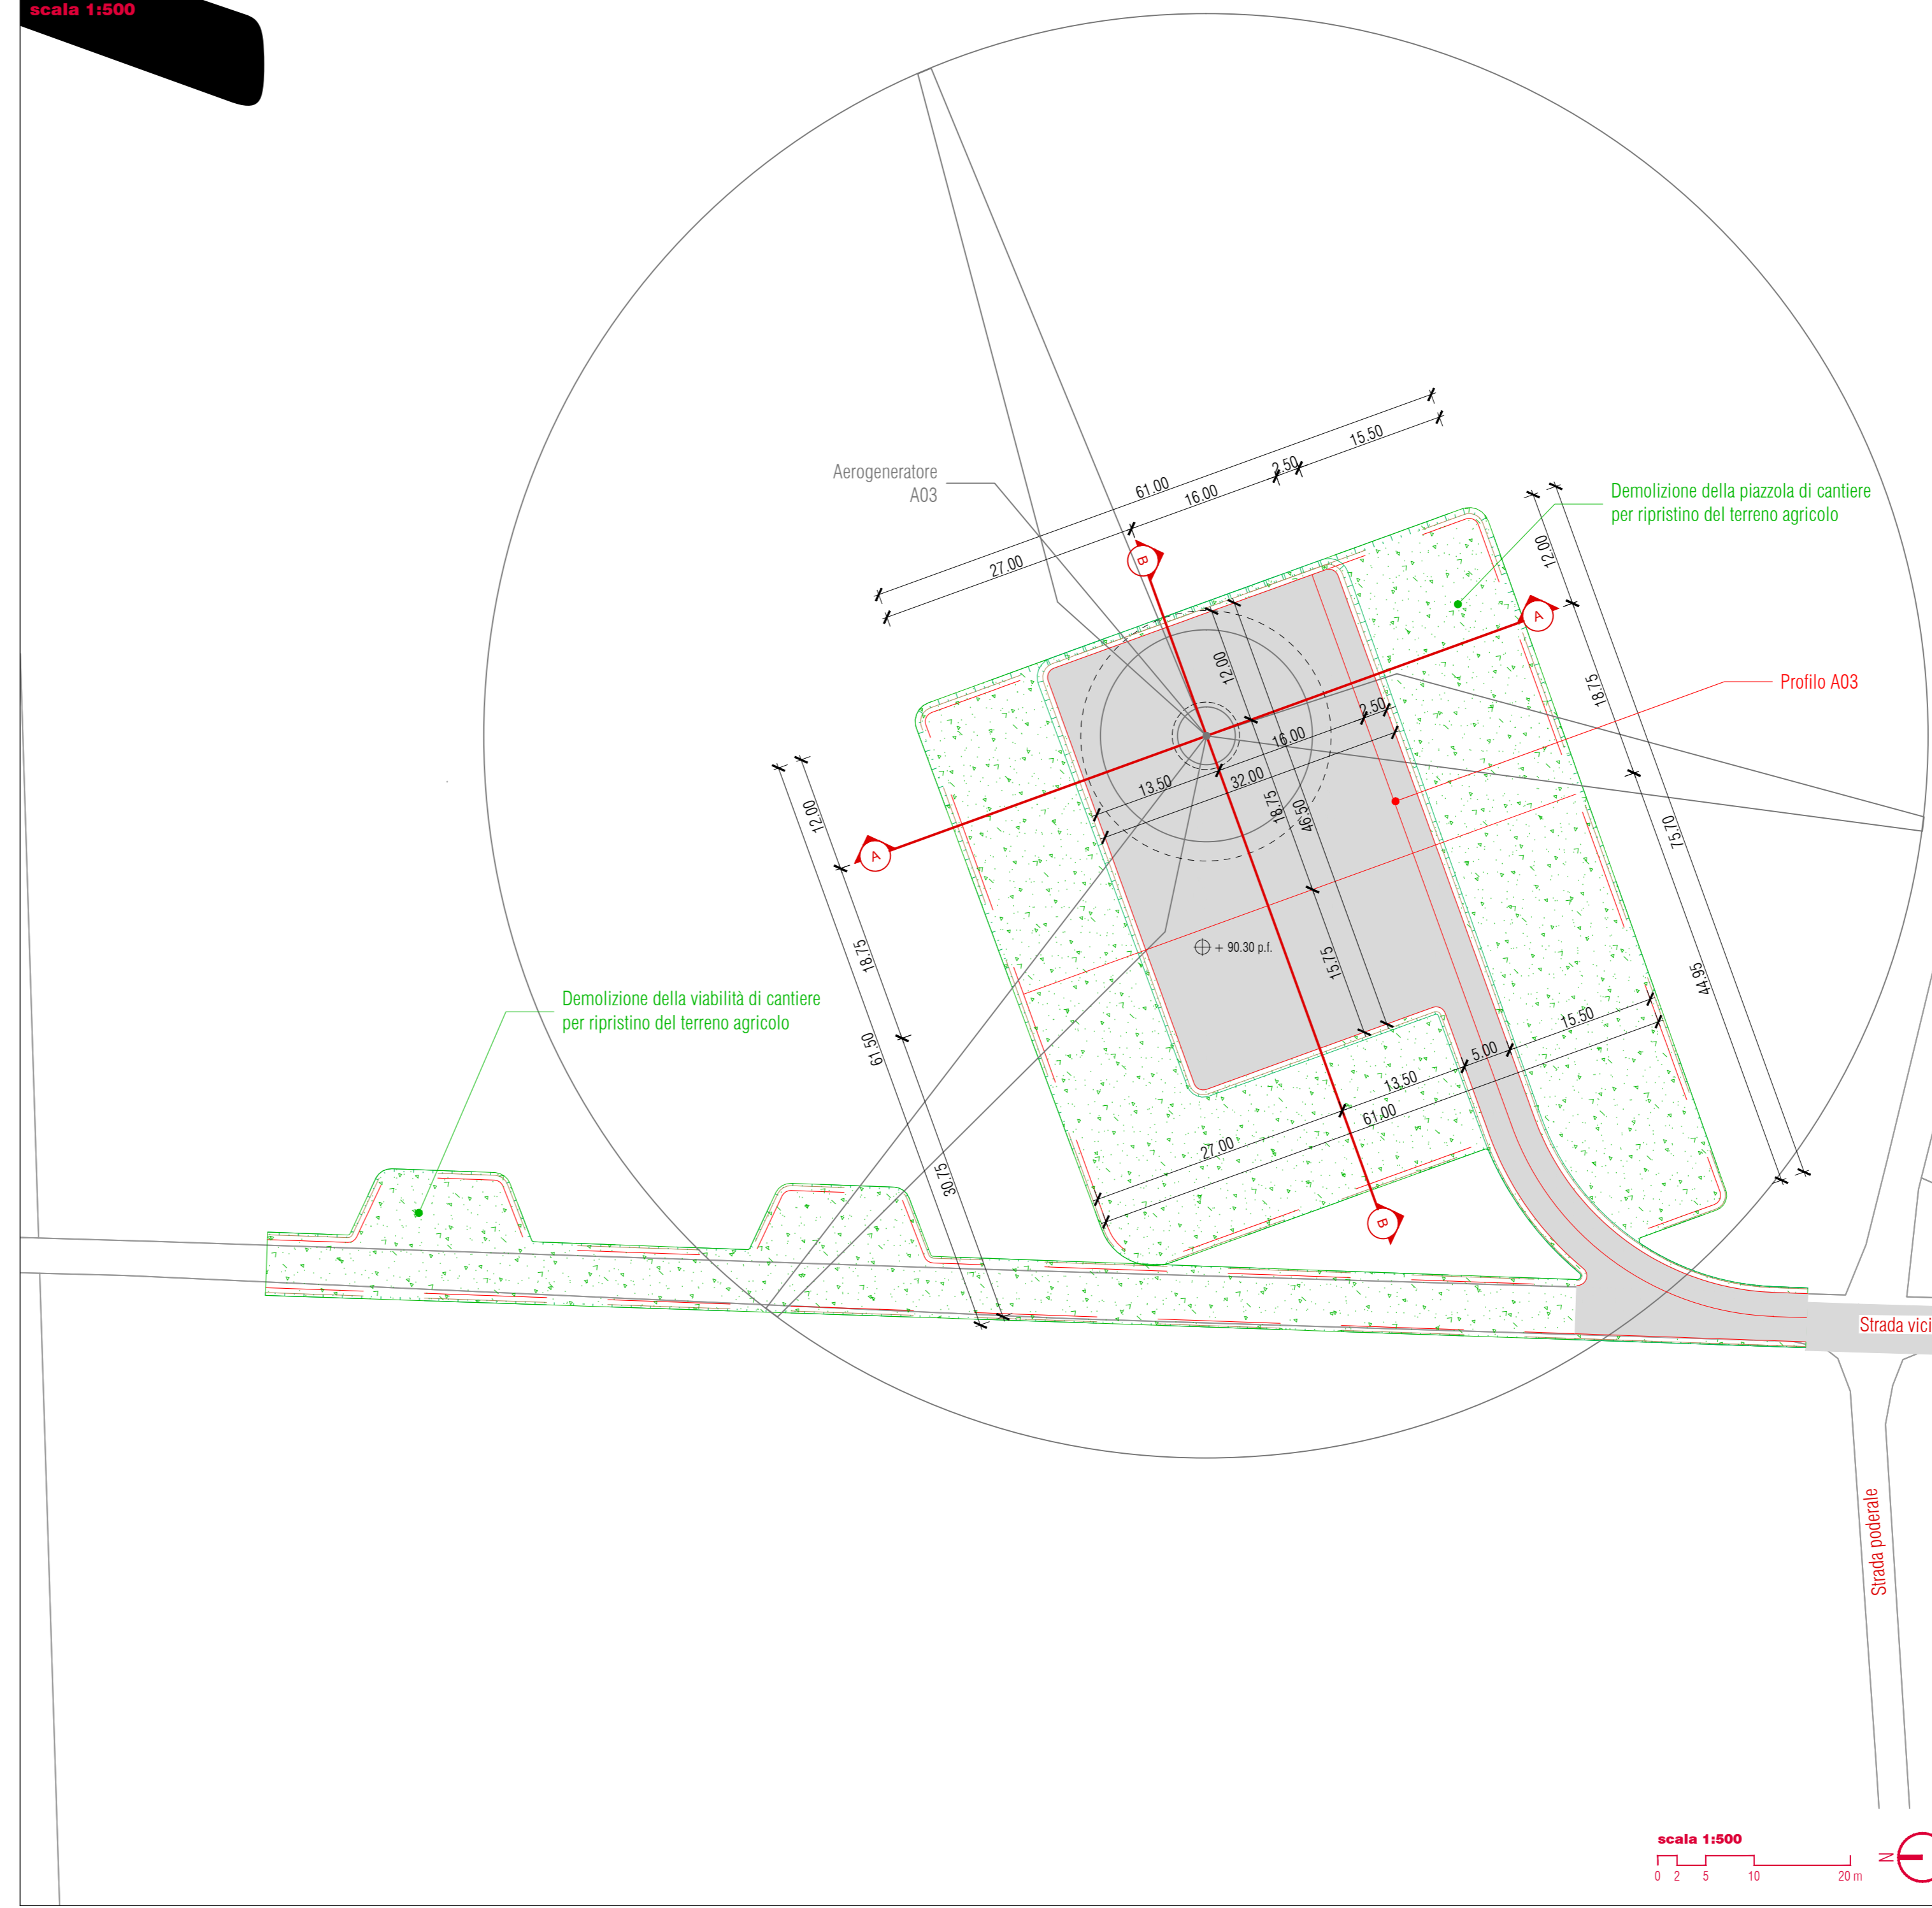 scala 1:500
15.50
2.50
61.00
16.00
27.00
Aerogeneratore
A03
B
Demolizione della piazzola di cantiere
per ripristino del terreno agricolo
12.00
A
12.00
Profilo A03
18.75
2.50
16.00
32.00
13.50
18.75
46.50
75.70
12.00
A
+ 90.30 p.f.
15.75
18.75
44.95
Demolizione della viabilità di cantiere
per ripristino del terreno agricolo
61.50
15.50
5.00
13.50
61.00
27.00
30.75
B
Strada vici
Strada poderale
scala 1:500
0 2 5 10 20 m
N